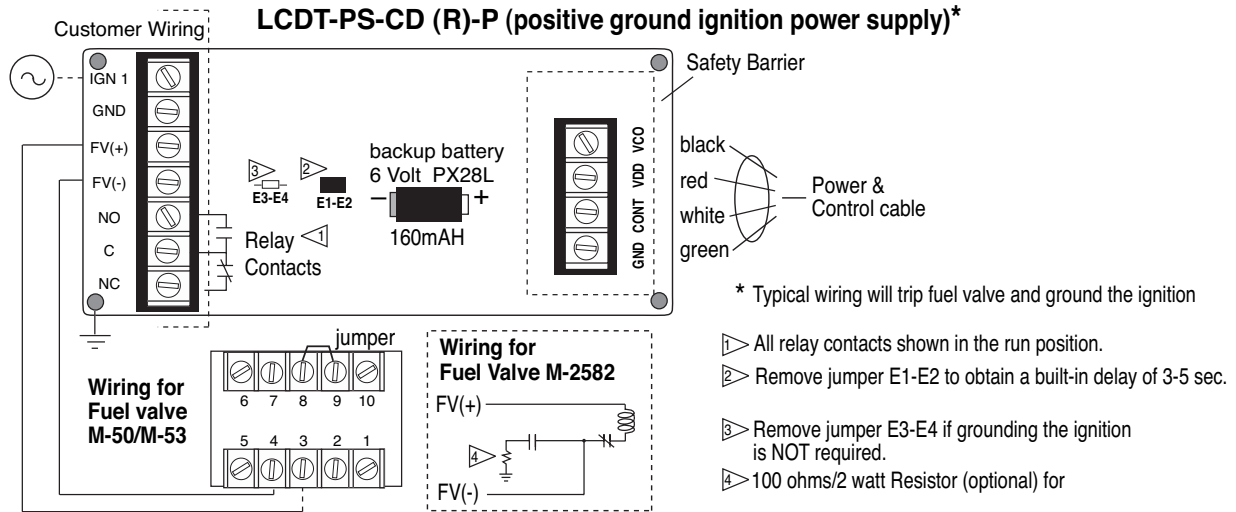 LCDT-PS-CD (R)-P (positive ground ignition power supply)*
Customer Wiring
IGN 1
GND
FV(+)
FV(-)
NO
C
NC
3
E3-E4
2
E1-E2
backup battery
6 Volt PX28L
− +
160mAH
Relay 1
Contacts
GND CONT VDD VCO
Safety Barrier
black
red
white
green
Power &
Control cable
* Typical wiring will trip fuel valve and ground the ignition
1 All relay contacts shown in the run position.
2 Remove jumper E1-E2 to obtain a built-in delay of 3-5 sec.
3 Remove jumper E3-E4 if grounding the ignition
is NOT required.
4 100 ohms/2 watt Resistor (optional) for
jumper
Wiring for
Fuel valve
M-50/M-53
6 7 8 9 10
5 4 3 2 1
Wiring for
Fuel Valve M-2582
FV(+)
4
FV(-)